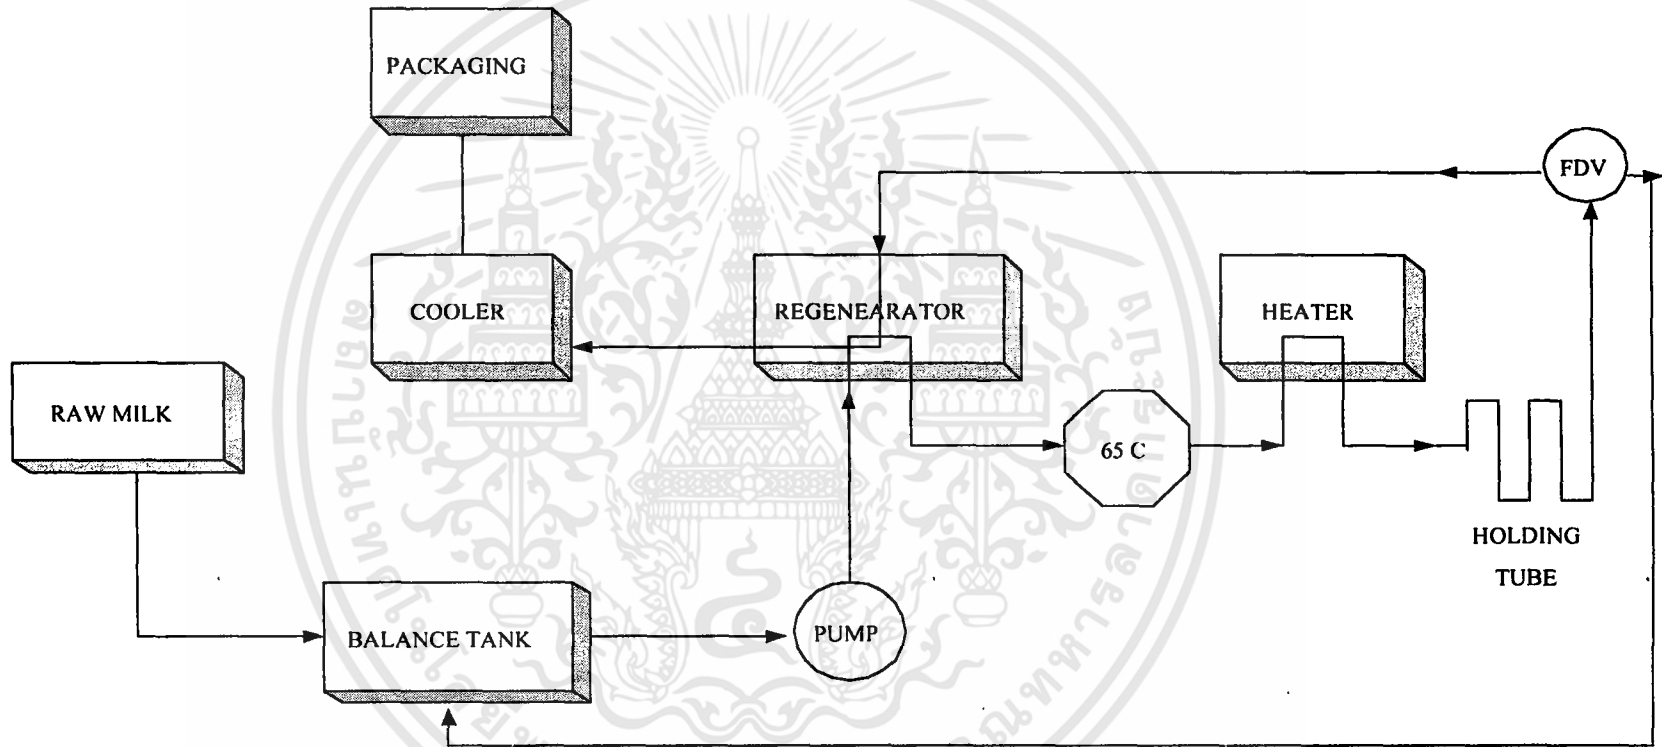 PACKAGING
FDV
COOLER
REGENEARATOR
HEATER
RAW MILK
65 C
HOLDING
TUBE
BALANCE TANK
PUMP